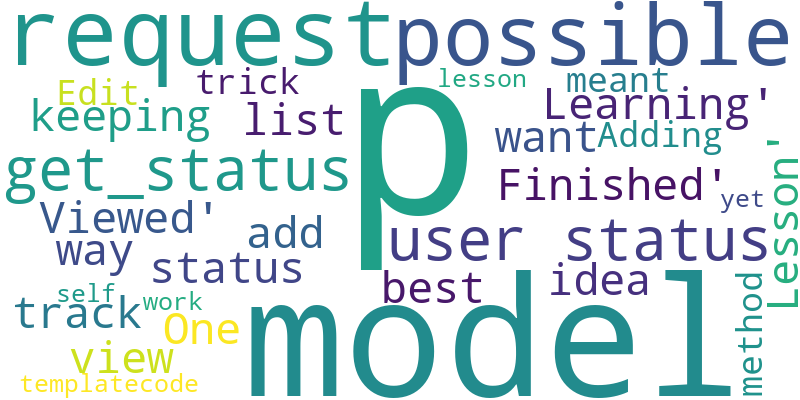 request
possible
p
lesson
meant
trick
Edit
keeping
list
Learning'
want
Adding
get_status
Finished'
yet
Lesson'
Viewed'
add
user status
way
status
best
idea
self
work
track
One
model
method
view
templatecode